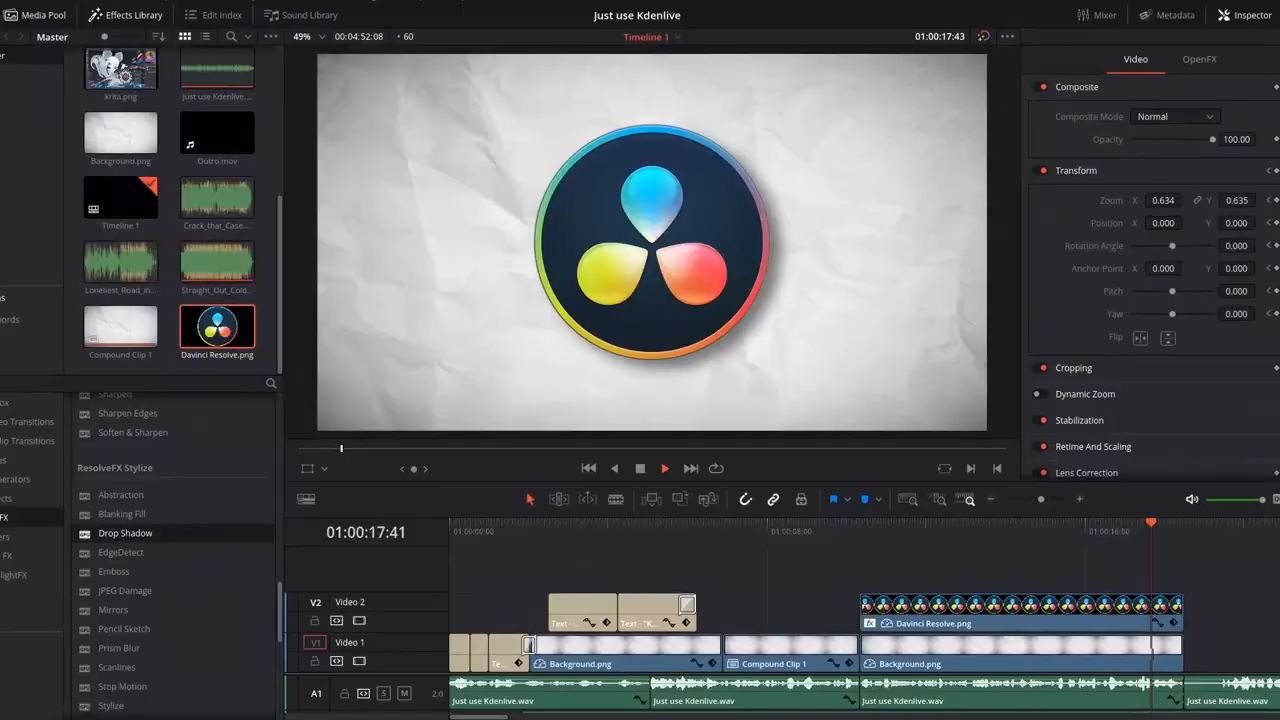 Media Pool
Effects Library
Edit Index
Sound Library
Just use Kdenlive
Mixer
Metadata
Inspector
Master
49%
00:04:52:08
60
Timeline 1
01:00:17:43
krita.png
Just use Kdenlive....
Background.png
Outro.mov
Timeline 1
Crack_that_Case...
Loneliest_Road_in...
Straight_Out_Cold...
Compound Clip 1
Davinci Resolve.png
Video
OpenFX
Composite
Composite Mode Normal
Opacity 100.00
Transform
Zoom X 0.634 Y 0.635
Position X 0.000 Y 0.000
Rotation Angle 0.000
Anchor Point X 0.000 Y 0.000
Pitch 0.000
Yaw 0.000
Flip
Cropping
Dynamic Zoom
Stabilization
Retime And Scaling
Lens Correction
Sharpen
Sharpen Edges
Soften & Sharpen
ResolveFX Stylize
Abstraction
Blanking Fill
Drop Shadow
EdgeDetect
Emboss
JPEG Damage
Mirrors
Pencil Sketch
Prism Blur
Scanlines
Stop Motion
Stylize
01:00:17:41
01:00:00:00
01:00:08:00
01:00:16:00
V2 Video 2
Text-...
Text- "K...
Davinci Resolve.png
V1 Video 1
Te...
Background.png
Compound Clip 1
Background.png
A1 S M 2.0
Just use Kdenlive.wav
Just use Kdenlive.wav
Just use Kdenlive.wav
Just use Kdenlive.wav